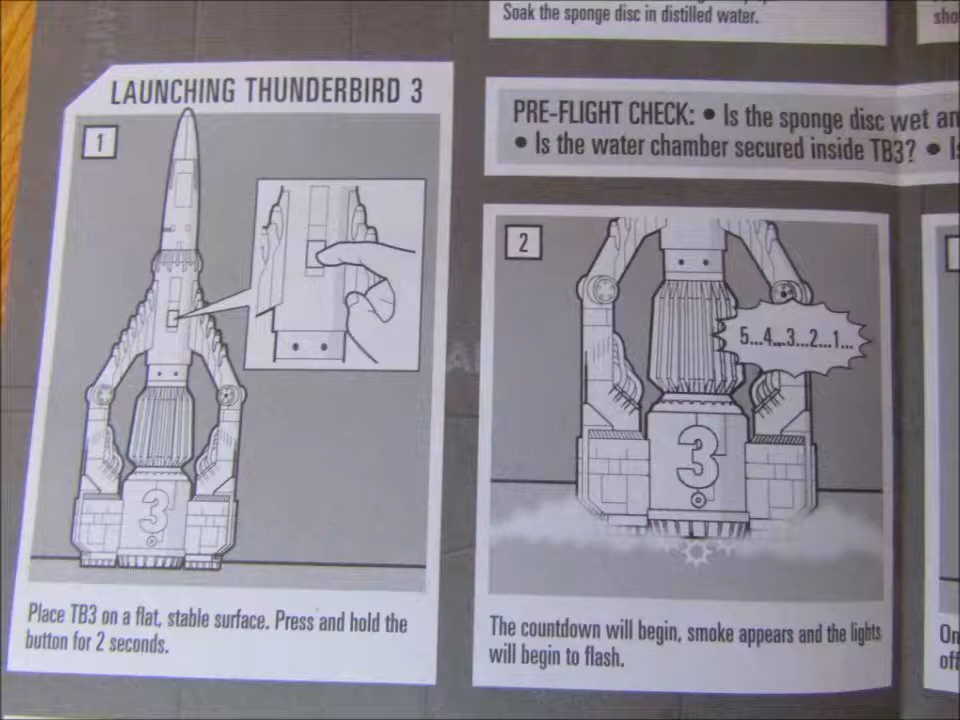 Soak the sponge disc in distilled water.
LAUNCHING THUNDERBIRD 3
1
3
Place TB3 on a flat, stable surface. Press and hold the
button for 2 seconds.
PRE-FLIGHT CHECK: • Is the sponge disc wet
• Is the water chamber secured inside TB3? •
2
5...4...3...2...1...
3
The countdown will begin, smoke appears and the lights
will begin to flash.